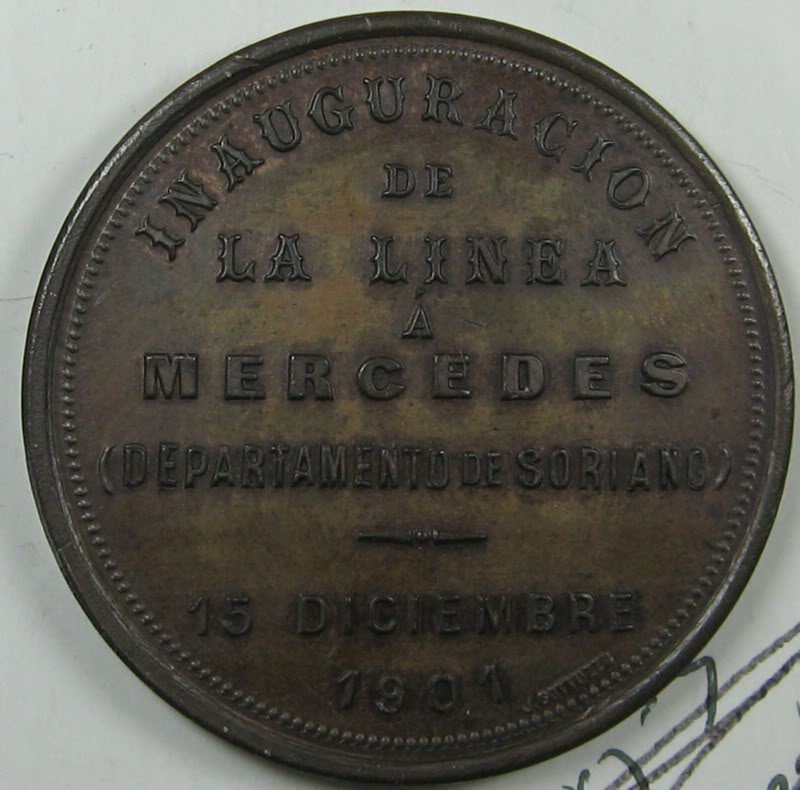 INAUGURACION
DE
LA LINEA
Á
MERCEDES
(DEPARTAMENTO DE SORIANO)
15 DICIEMBRE
1901